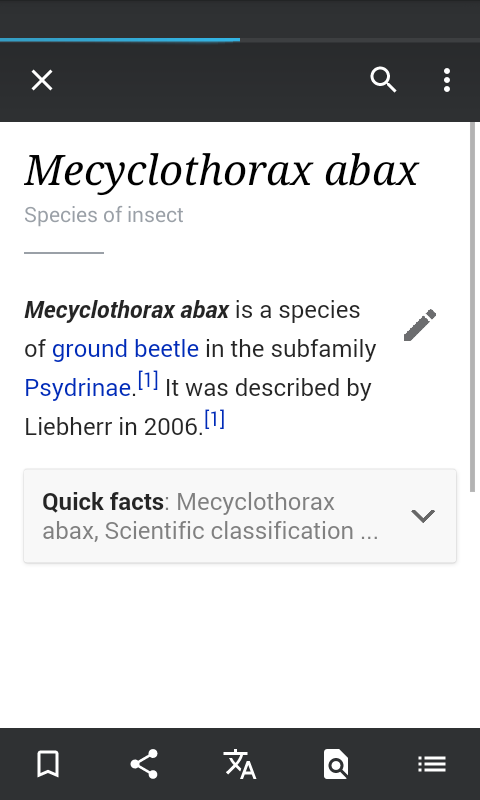 Mecyclothorax abax
Species of insect
Mecyclothorax abax is a species
of ground beetle in the subfamily
Psydrinae.[1] It was described by
Liebherr in 2006.[1]
Quick facts: Mecyclothorax
abax, Scientific classification ...